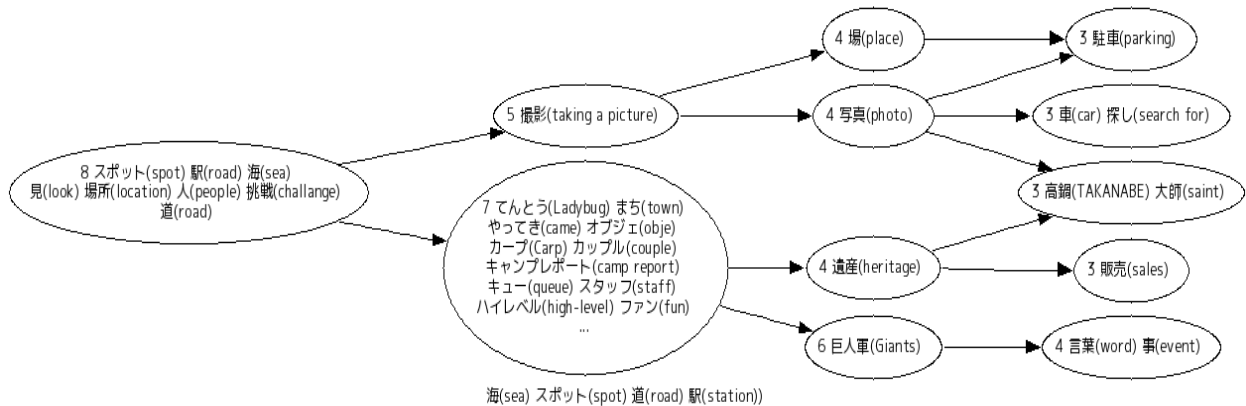 4 場(place)
3 駐車(parking)
5 撮影(taking a picture)
4 写真(photo)
3 車(car) 探し(search for)
8 スポット(spot) 駅(road) 海(sea)
見(look) 場所(location) 人(people) 挑戦(challange)
道(road)
3 高鍋(TAKANABE) 大師(saint)
7 てんとう(Ladybug) まち(town)
やってき(came) オブジェ(obje)
カープ(Carp) カップル(couple)
キャンプレポート(camp report)
キュー(queue) スタッフ(staff)
ハイレベル(high-level) ファン(fun)
...
4 遺産(heritage)
3 販売(sales)
6 巨人軍(Giants)
4 言葉(word) 事(event)
海(sea) スポット(spot) 道(road) 駅(station))